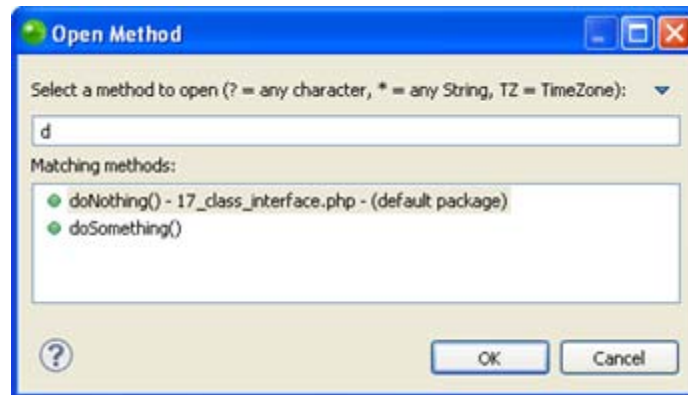 Open Method
Select a method to open (? = any character, * = any String, TZ = TimeZone):
d
Matching methods:
doNothing() - 17_class_interface.php - (default package)
doSomething()
?
OK
Cancel